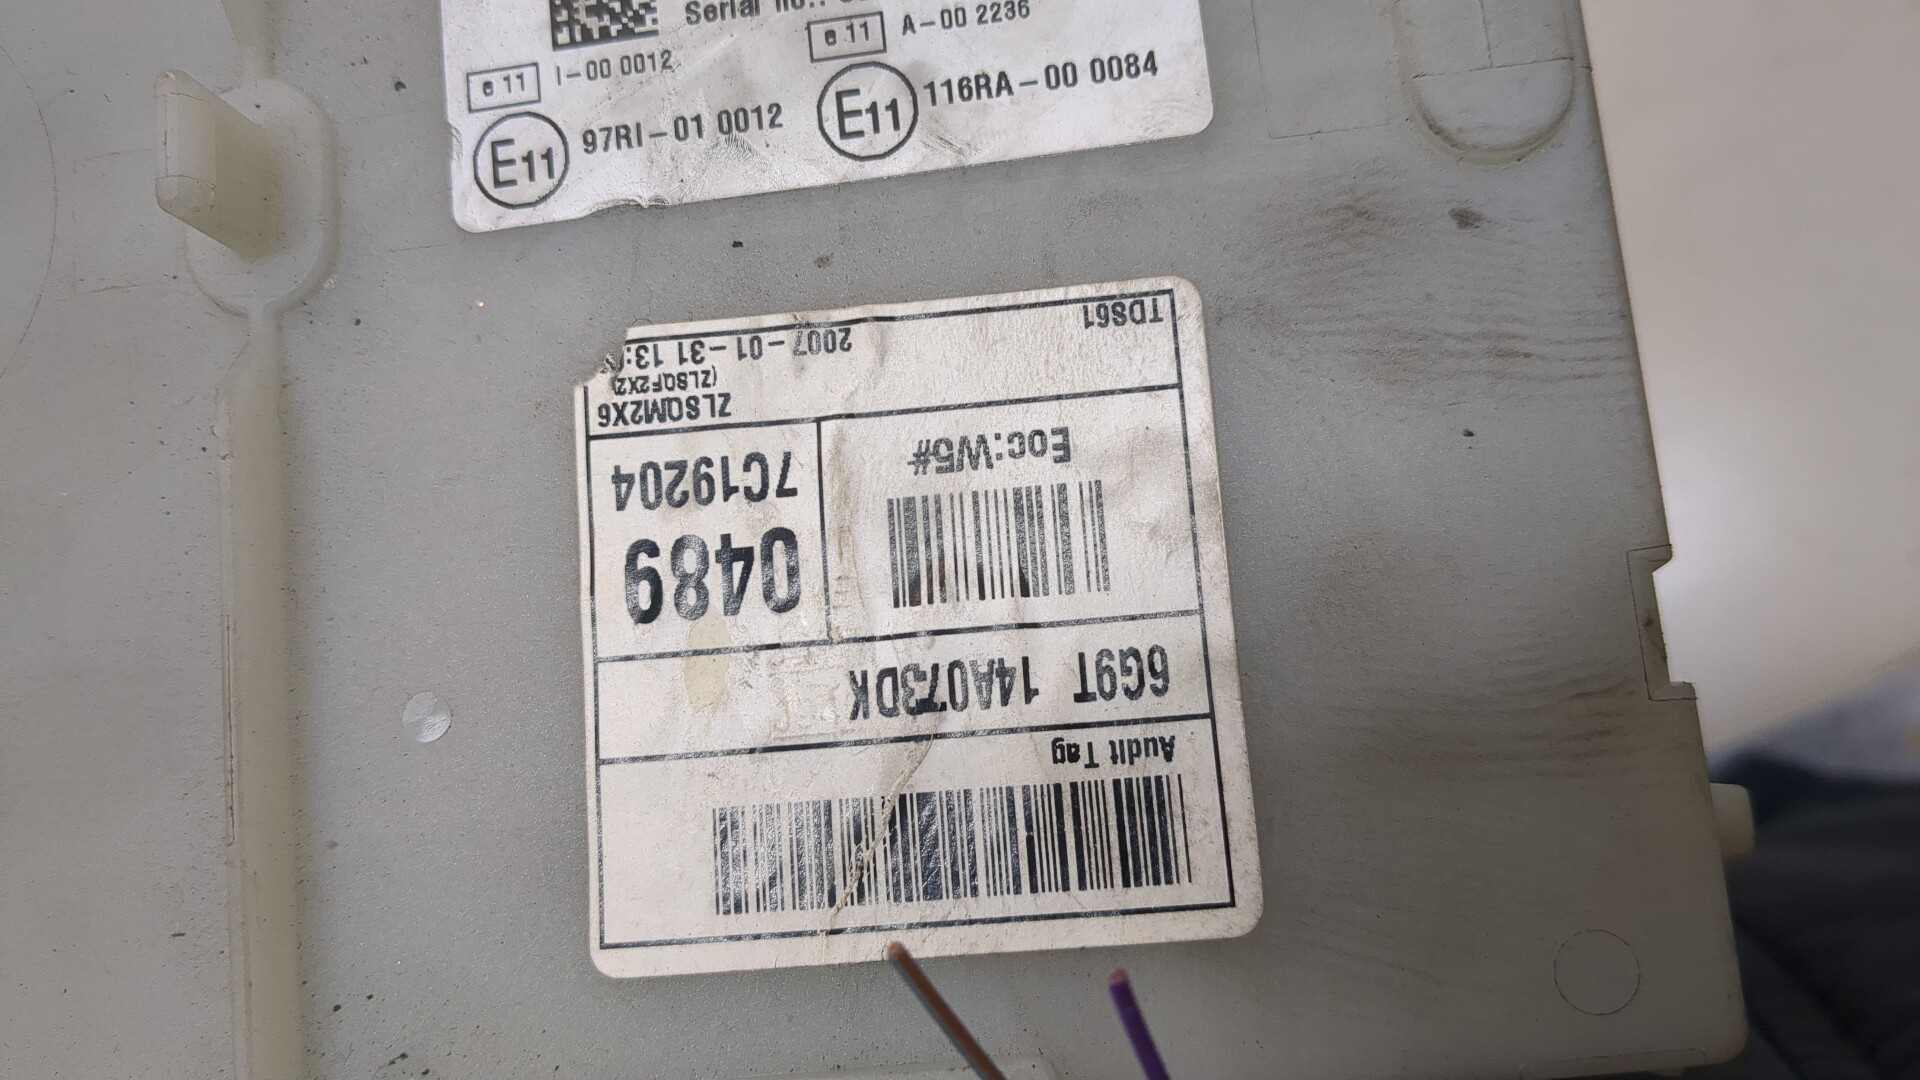 Serial no.:
e 11 I-00 0012 e 11 A-00 2236
E11 97RI-01 0012 E11 116RA-00 0084
Audit Tag
6G9T 14A073DK
0489
7C19204
Eoc:W5#
ZLSQM2X6
(ZLSQF2X2)
2007-01-31 13:
TDS61